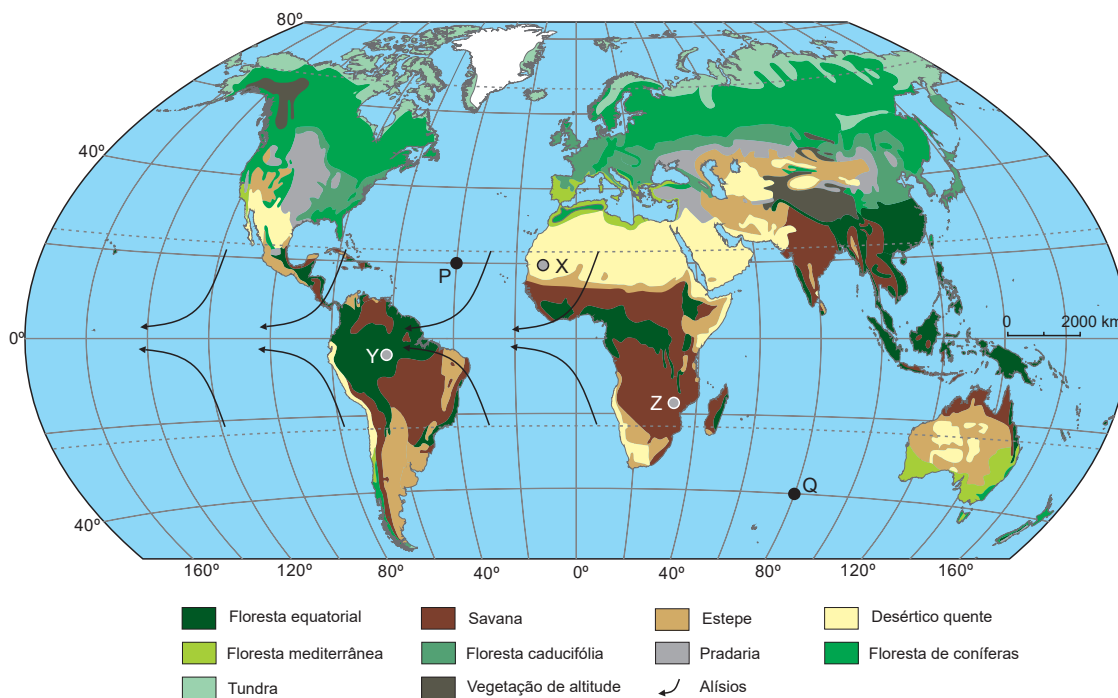 80º
40º
P
X
0 2000 km
0º
Y
Z
Q
40º
160º 120º 80º 40º 0º 40º 80º 120º 160º
Floresta equatorial Savana Estepe Desértico quente
Floresta mediterrânea Floresta caducifólia Pradaria Floresta de coníferas
Tundra Vegetação de altitude Alísios